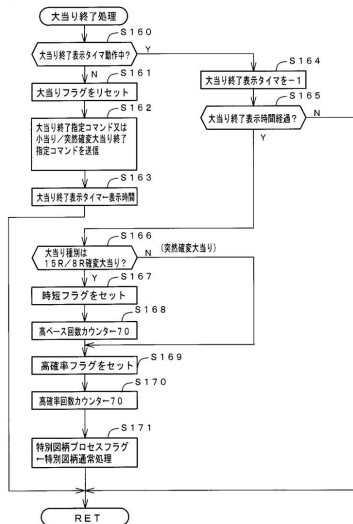 大当り終了処理
S160
大当り終了表示タイマ動作中?
Y
N
S161
大当りフラグをリセット
S162
大当り終了指定コマンド又は
小当り/突然確変大当り終了
指定コマンドを送信
S163
大当り終了表示タイマ←表示時間
S164
大当り終了表示タイマを-1
S165
大当り終了表示時間経過?
N
Y
S166
大当り種別は
15R/8R確変大当り?
N
(突然確変大当り)
Y
S167
時短フラグをセット
S168
高ベース回数カウンタ←70
S169
高確率フラグをセット
S170
高確率回数カウンタ←70
S171
特別図柄プロセスフラグ
←特別図柄通常処理
RET